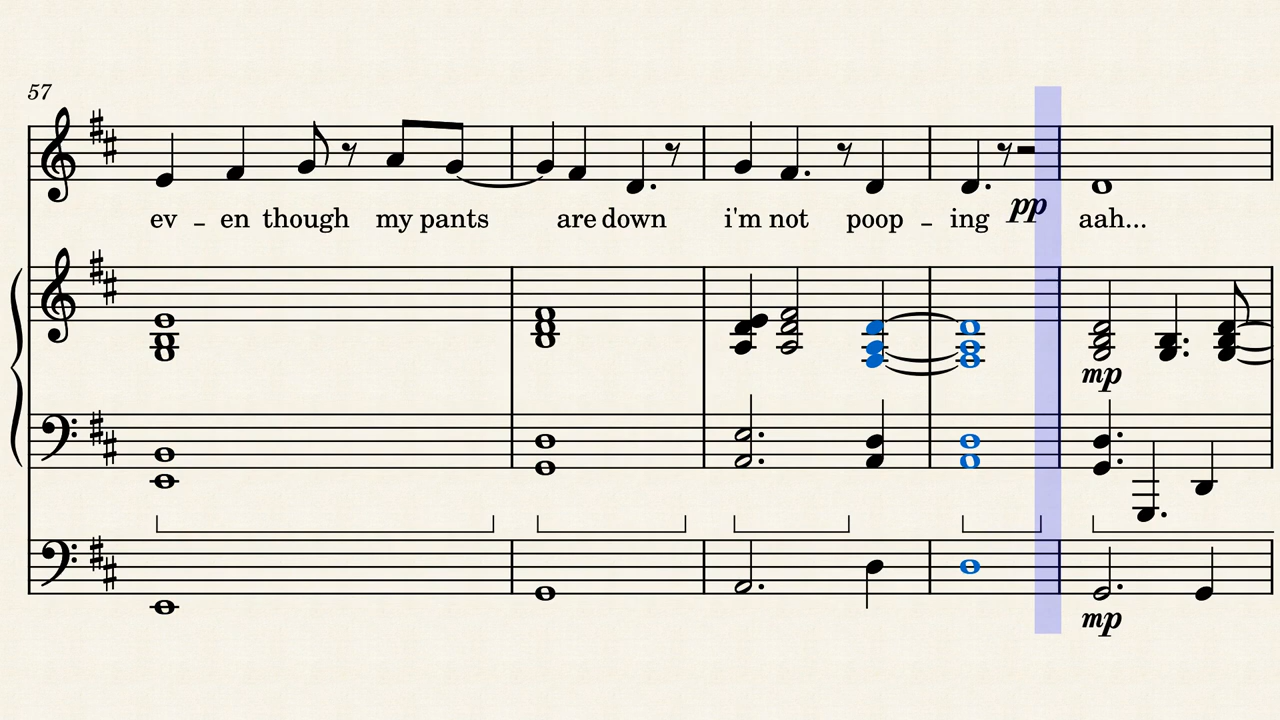 57
ev - en though my pants are down i'm not poop - ing aah...
pp
mp
mp